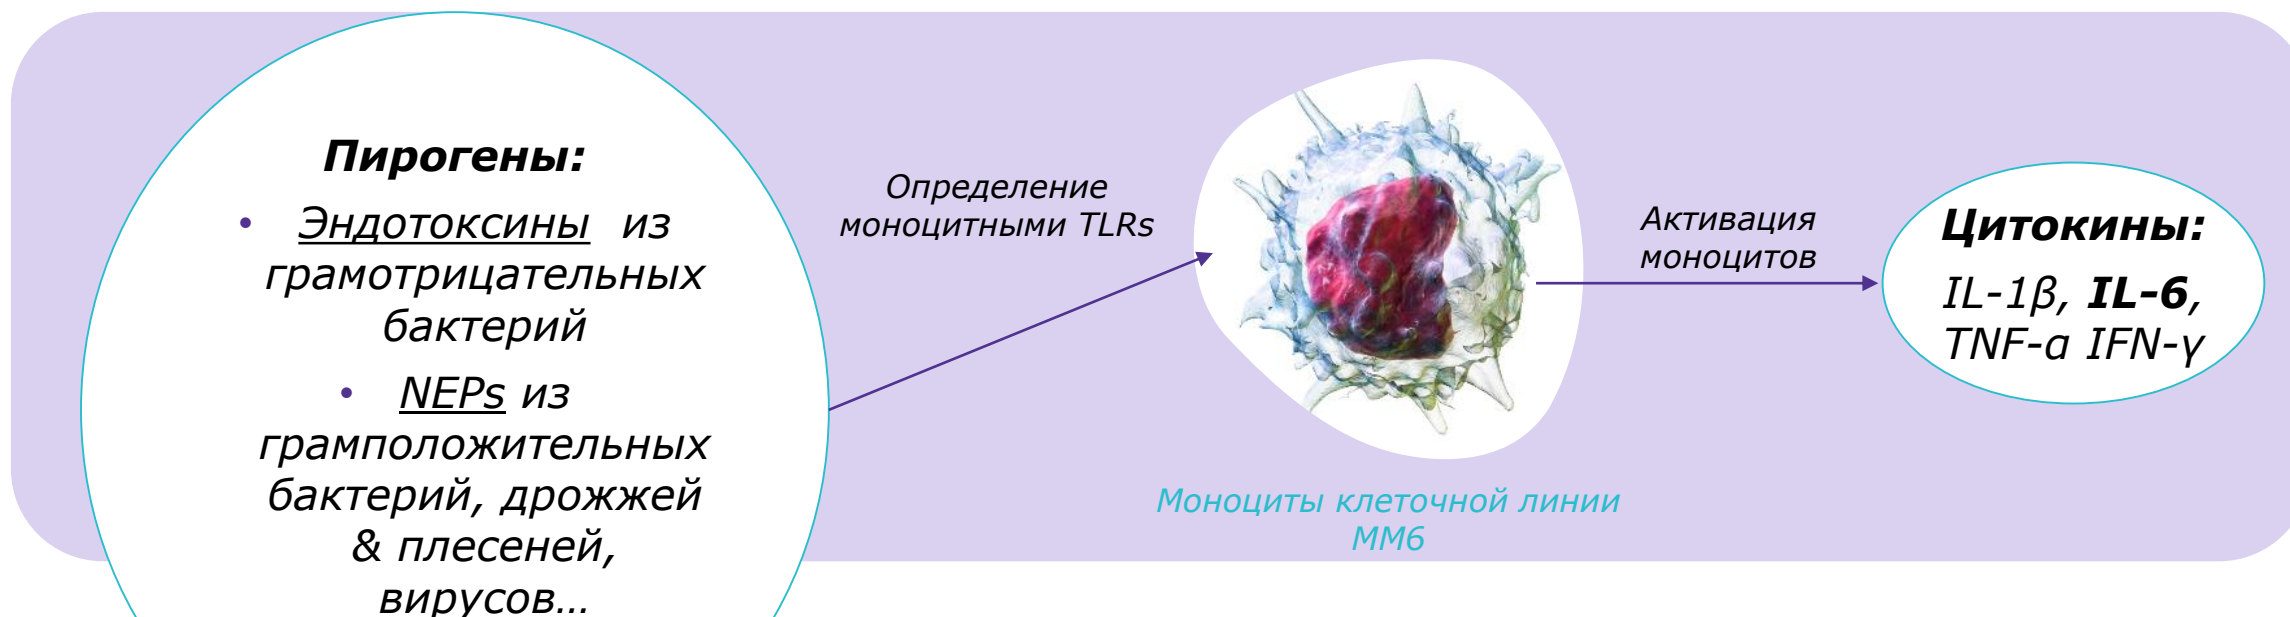 Пирогены:
• Эндотоксины из
грамотрицательных
бактерий
• NEPs из
грамположительных
бактерий, дрожжей
& плесеней,
вирусов…
Определение
моноцитными TLRs
Моноциты клеточной линии
MM6
Активация
моноцитов
Цитокины:
IL-1β, IL-6,
TNF-α IFN-γ